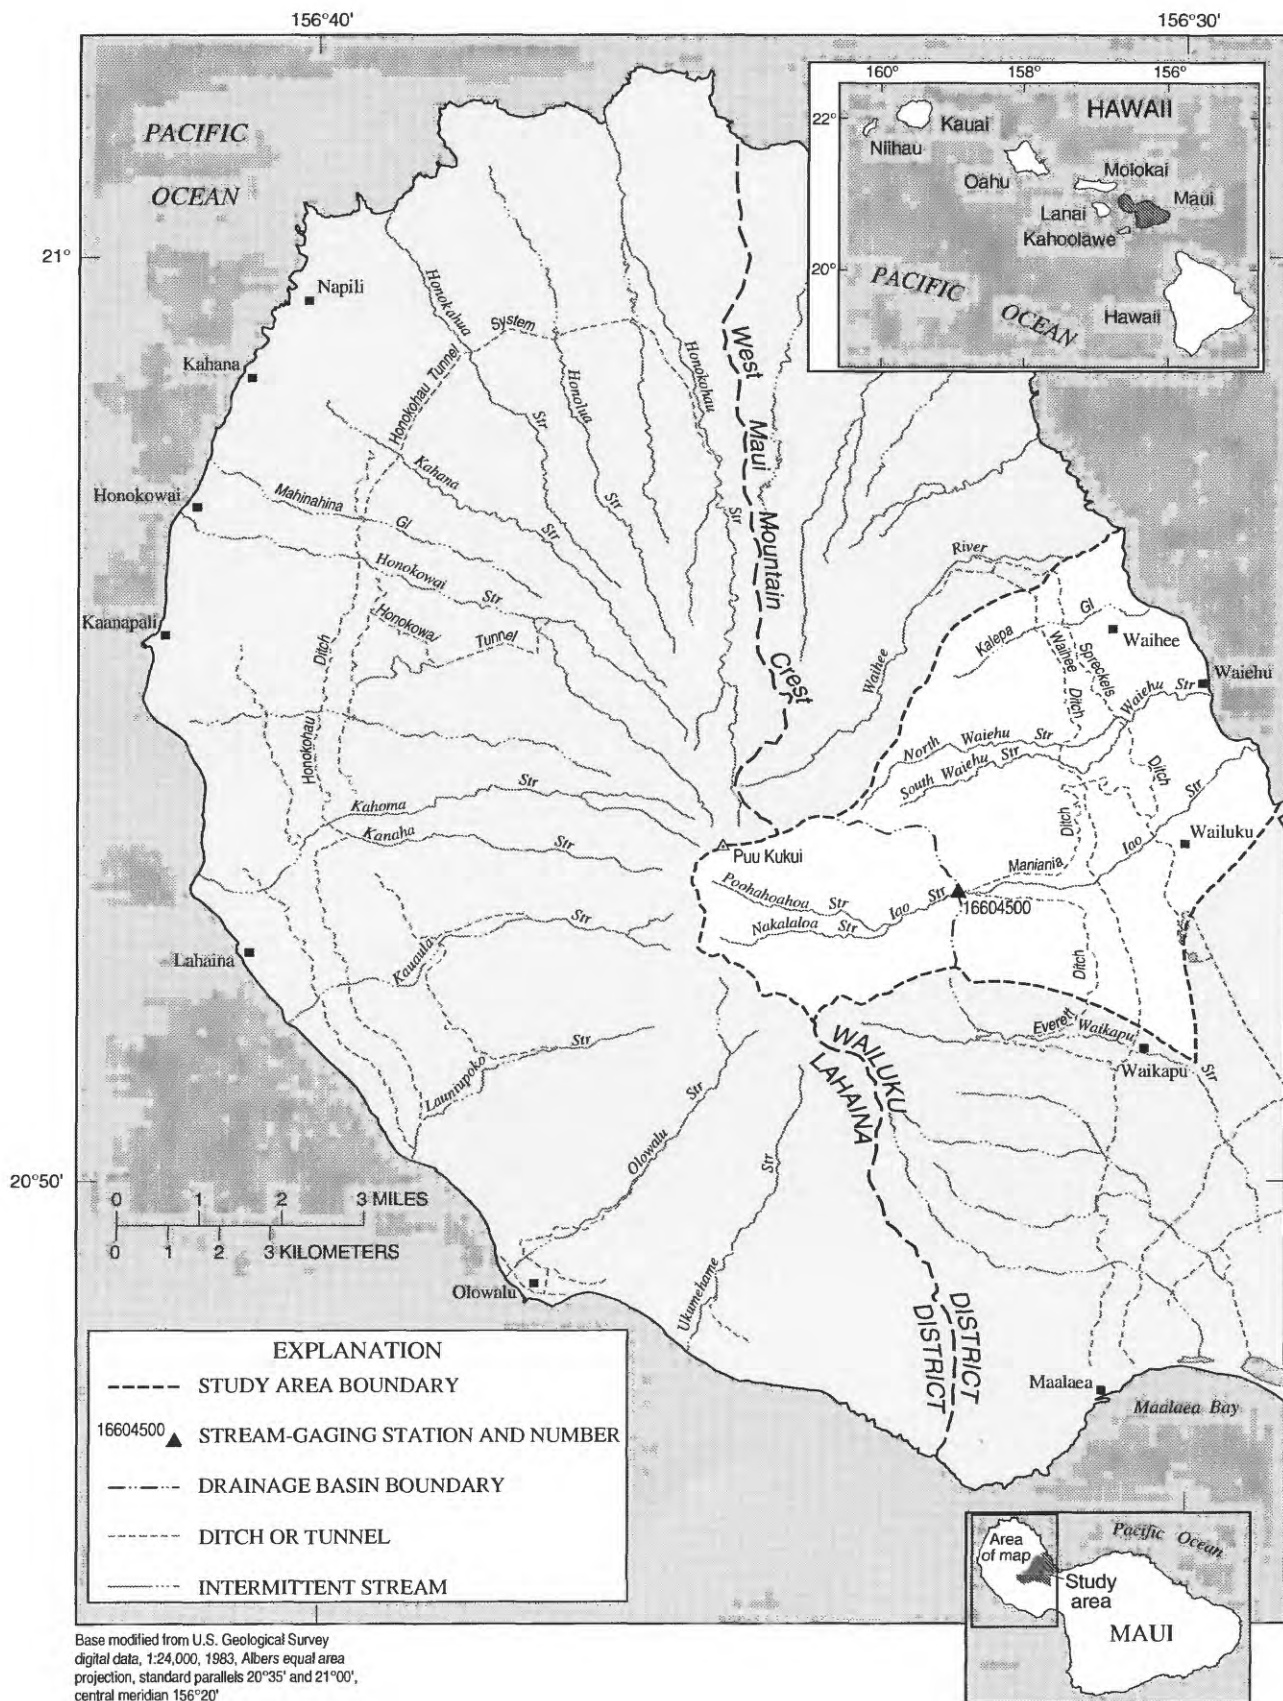 156°40'
156°30'
PACIFIC
OCEAN
160°
158°
156°
HAWAII
22°
Kauai
Niihau
Oahu
Molokai
Maui
Lanai
Kahoolawe
20°
PACIFIC
OCEAN
Hawaii
21°
Napili
Honokahua
System
Honokohau Tunnel
Honolua
Honokohau
West
Maui
Mountain
Crest
Kahana
Str
Kahana
Str
Str
Str
Honokowai
Mahinahina
Gl
Honokowai
Str
River
Kaanapali
Ditch
Honokowai
Tunnel
Waihee
Kalepa
Gl
Waihee
Waihee
Ditch
Spreckels
Waiehu
Waiehu Str
North Waiehu Str
South Waiehu Str
Ditch
Honokohau
Str
Kahoma
Kanaha
Str
Puu Kukui
Ditch
Str
Wailuku
Iao
Maniania
Poohahoahoa Str
Iao Str
16604500
Nakalaloa Str
Str
Lahaina
Kauaula
Ditch
Everett
Waikapu
Waikapu
Str
WAILUKU
LAHAINA
Launiupoko
Str
Str
Olowalu
Str
20°50'
0 1 2 3 MILES
0 1 2 3 KILOMETERS
Olowalu
Ukumehame
DISTRICT
DISTRICT
Maalaea
Maalaea Bay
EXPLANATION
STUDY AREA BOUNDARY
16604500
STREAM-GAGING STATION AND NUMBER
DRAINAGE BASIN BOUNDARY
DITCH OR TUNNEL
INTERMITTENT STREAM
Area
of map
Pacific Ocean
Study
area
MAUI
Base modified from U.S. Geological Survey
digital data, 1:24,000, 1983, Albers equal area
projection, standard parallels 20°35' and 21°00',
central meridian 156°20'